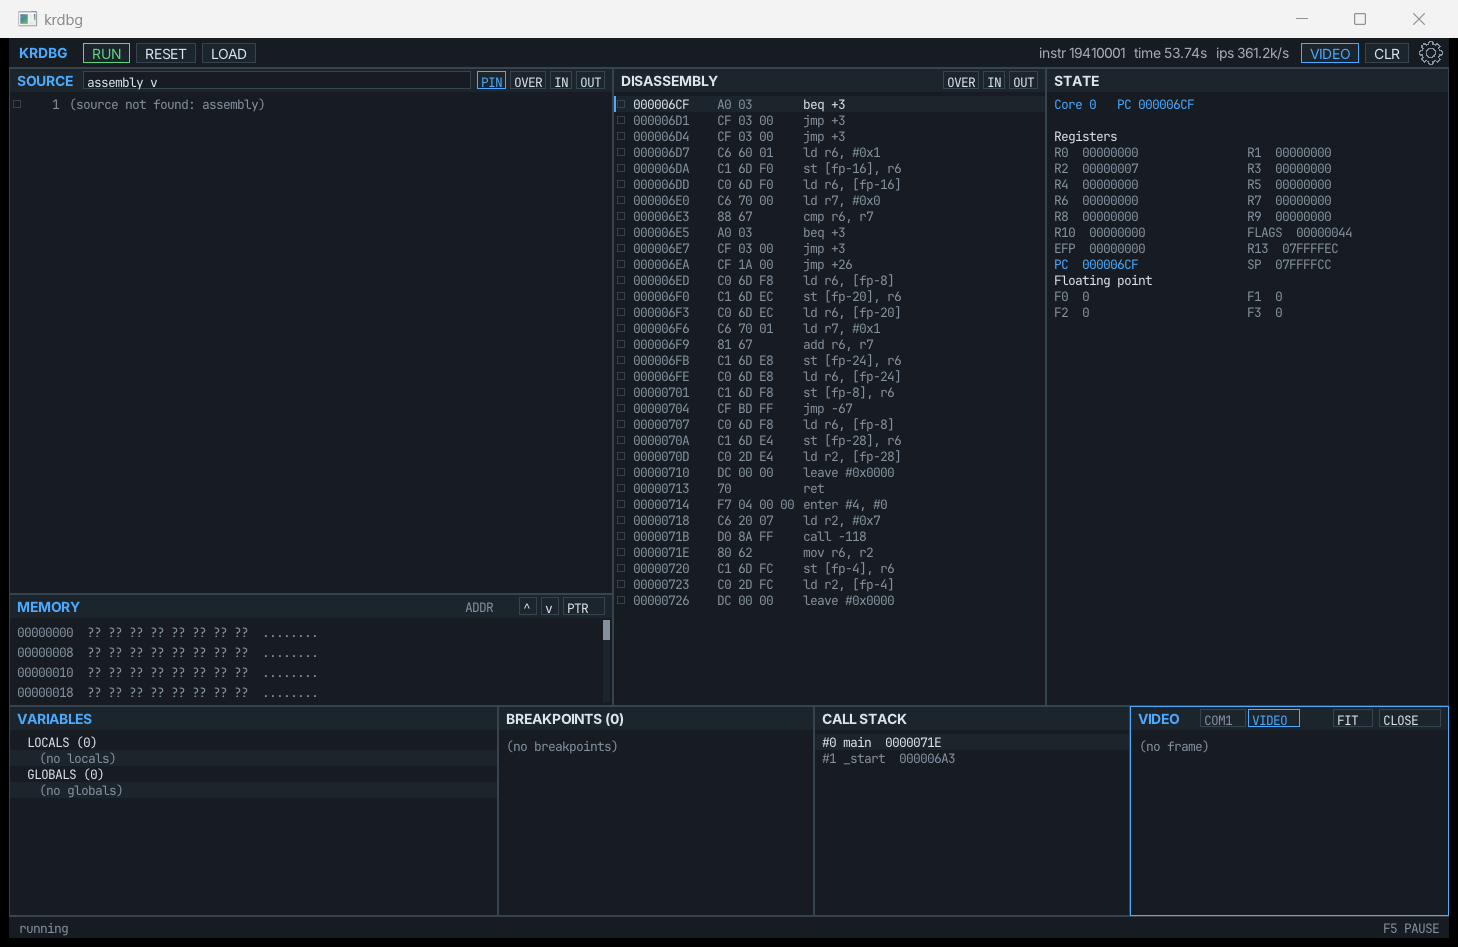 krdbg
KRDBG RUN RESET LOAD instr 19410001 time 53.74s ips 361.2k/s VIDEO CLR
SOURCE assembly v PIN OVER IN OUT
1 (source not found: assembly)
DISASSEMBLY OVER IN OUT
000006CF A0 03 beq +3
000006D1 CF 03 00 jmp +3
000006D4 CF 03 00 jmp +3
000006D7 C6 60 01 ld r6, #0x1
000006DA C1 6D F0 st [fp-16], r6
000006DD C0 6D F0 ld r6, [fp-16]
000006E0 C6 70 00 ld r7, #0x0
000006E3 88 67 cmp r6, r7
000006E5 A0 03 beq +3
000006E7 CF 03 00 jmp +3
000006EA CF 1A 00 jmp +26
000006ED C0 6D F8 ld r6, [fp-8]
000006F0 C1 6D EC st [fp-20], r6
000006F3 C0 6D EC ld r6, [fp-20]
000006F6 C6 70 01 ld r7, #0x1
000006F9 81 67 add r6, r7
000006FB C1 6D E8 st [fp-24], r6
000006FE C0 6D E8 ld r6, [fp-24]
00000701 C1 6D F8 st [fp-8], r6
00000704 CF BD FF jmp -67
00000707 C0 6D F8 ld r6, [fp-8]
0000070A C1 6D E4 st [fp-28], r6
0000070D C0 2D E4 ld r2, [fp-28]
00000710 DC 00 00 leave #0x0000
00000713 70 ret
00000714 F7 04 00 00 enter #4, #0
00000718 C6 20 07 ld r2, #0x7
0000071B D0 8A FF call -118
0000071E 80 62 mov r6, r2
00000720 C1 6D FC st [fp-4], r6
00000723 C0 2D FC ld r2, [fp-4]
00000726 DC 00 00 leave #0x0000
STATE
Core 0 PC 000006CF
Registers
R0 00000000 R1 00000000
R2 00000007 R3 00000000
R4 00000000 R5 00000000
R6 00000000 R7 00000000
R8 00000000 R9 00000000
R10 00000000 FLAGS 00000044
EFP 00000000 R13 07FFFFEC
PC 000006CF SP 07FFFFCC
Floating point
F0 0 F1 0
F2 0 F3 0
MEMORY ADDR ^ v PTR
00000000 ?? ?? ?? ?? ?? ?? ?? ?? ........
00000008 ?? ?? ?? ?? ?? ?? ?? ?? ........
00000010 ?? ?? ?? ?? ?? ?? ?? ?? ........
00000018 ?? ?? ?? ?? ?? ?? ?? ?? ........
VARIABLES
LOCALS (0)
(no locals)
GLOBALS (0)
(no globals)
BREAKPOINTS (0)
(no breakpoints)
CALL STACK
#0 main 0000071E
#1 _start 000006A3
VIDEO COM1 VIDEO FIT CLOSE
(no frame)
running F5 PAUSE